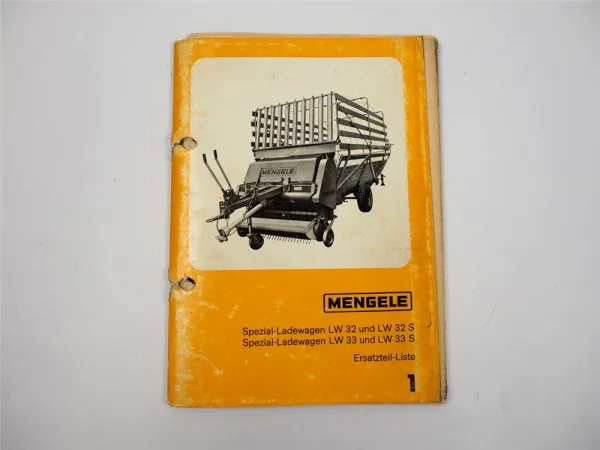 MENGELE
MENGELE
Spezial-Ladewagen LW 32 und LW 32 S
Spezial-Ladewagen LW 33 und LW 33 S
Ersatzteil-Liste
1